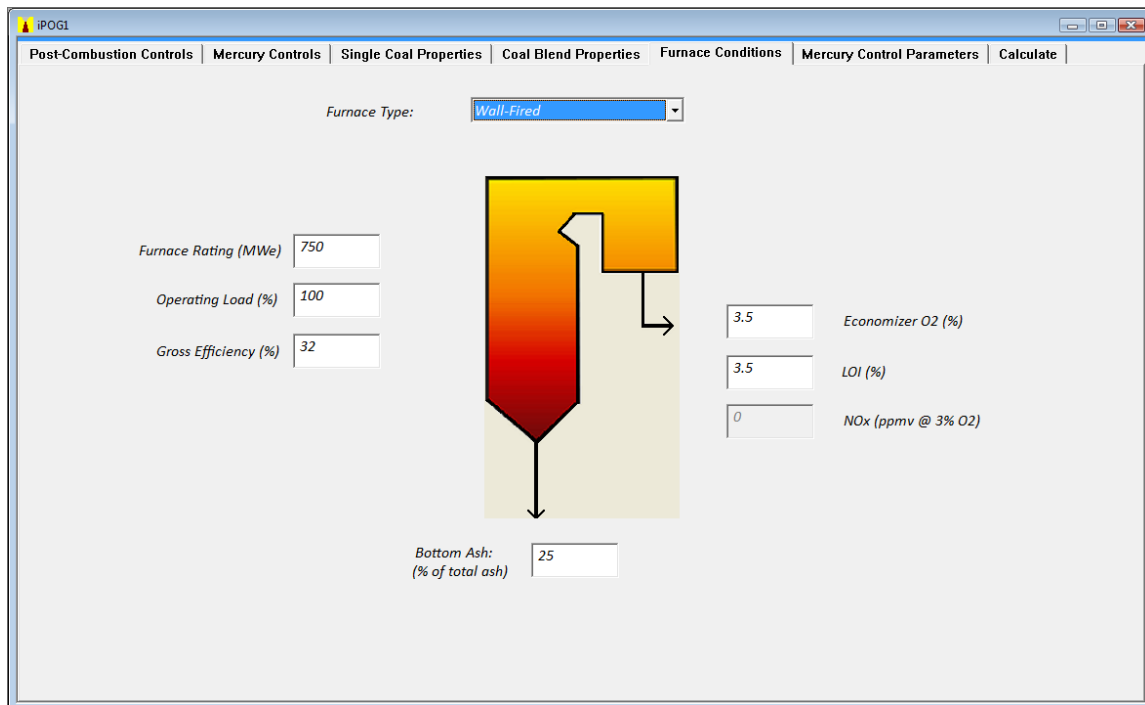 iPOG1
Post-Combustion Controls Mercury Controls Single Coal Properties Coal Blend Properties Furnace Conditions Mercury Control Parameters Calculate
Furnace Type: Wall-Fired
Furnace Rating (MWe) 750
Operating Load (%) 100
Gross Efficiency (%) 32
3.5 Economizer O2 (%)
3.5 LOI (%)
0 NOx (ppmv @ 3% O2)
Bottom Ash: 25
(% of total ash)